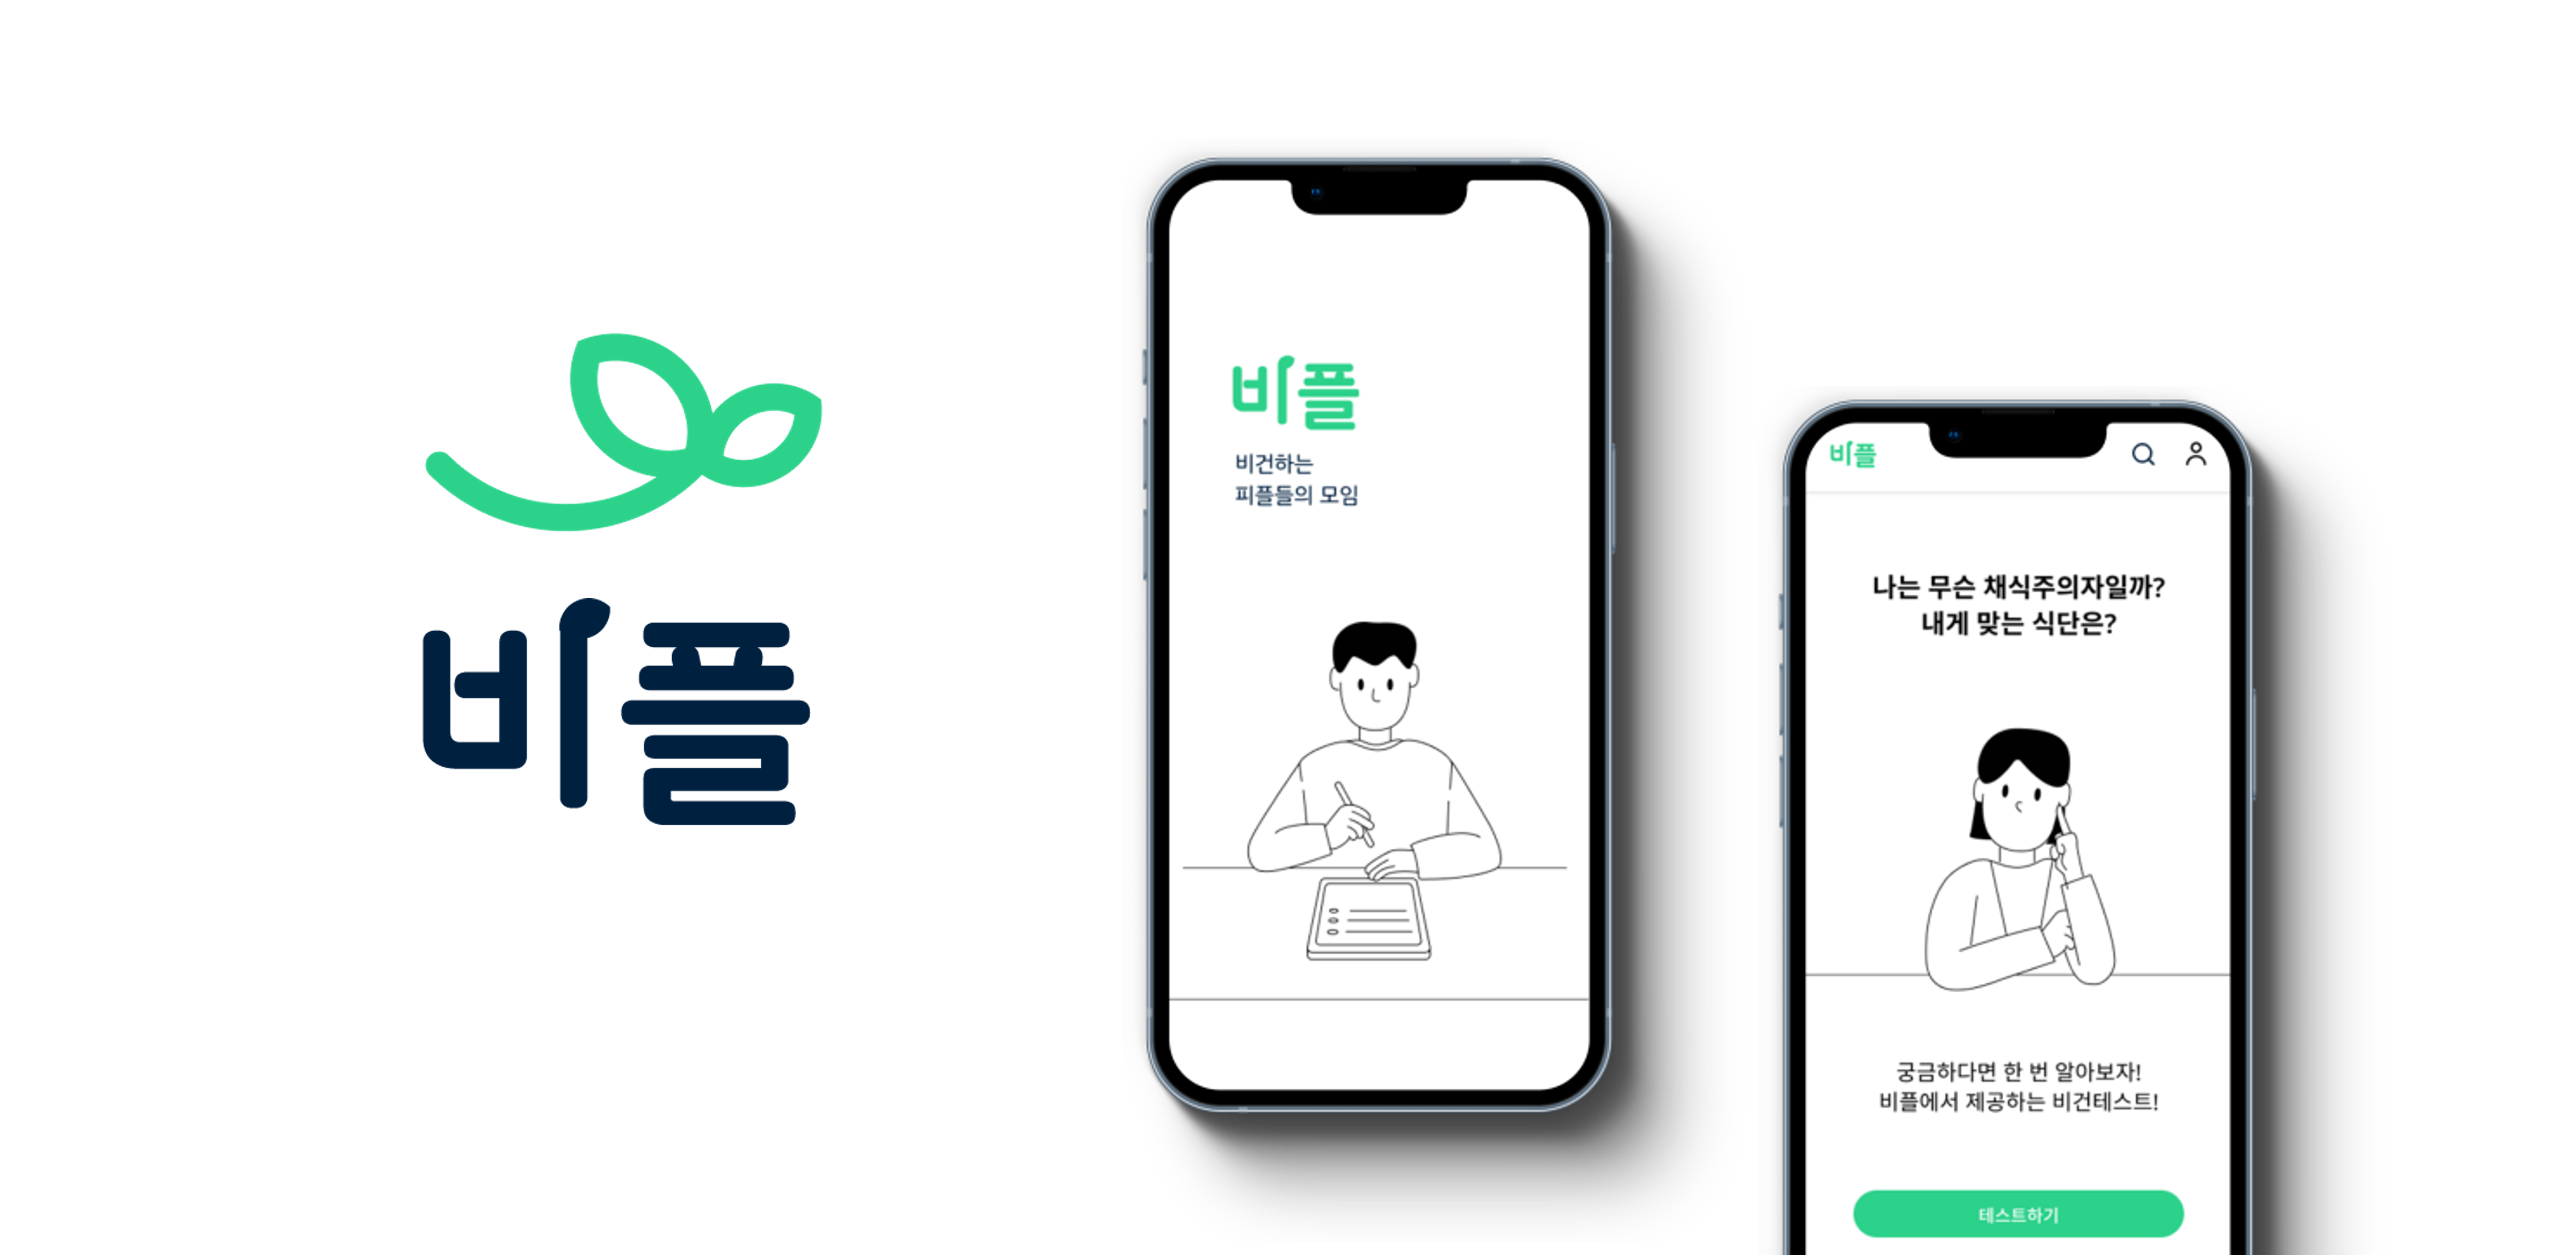 비플
비플
비건하는
피플들의 모임
비플
나는 무슨 채식주의자일까?
내게 맞는 식단은?
궁금하다면 한 번 알아보자!
비플에서 제공하는 비건테스트!
테스트하기